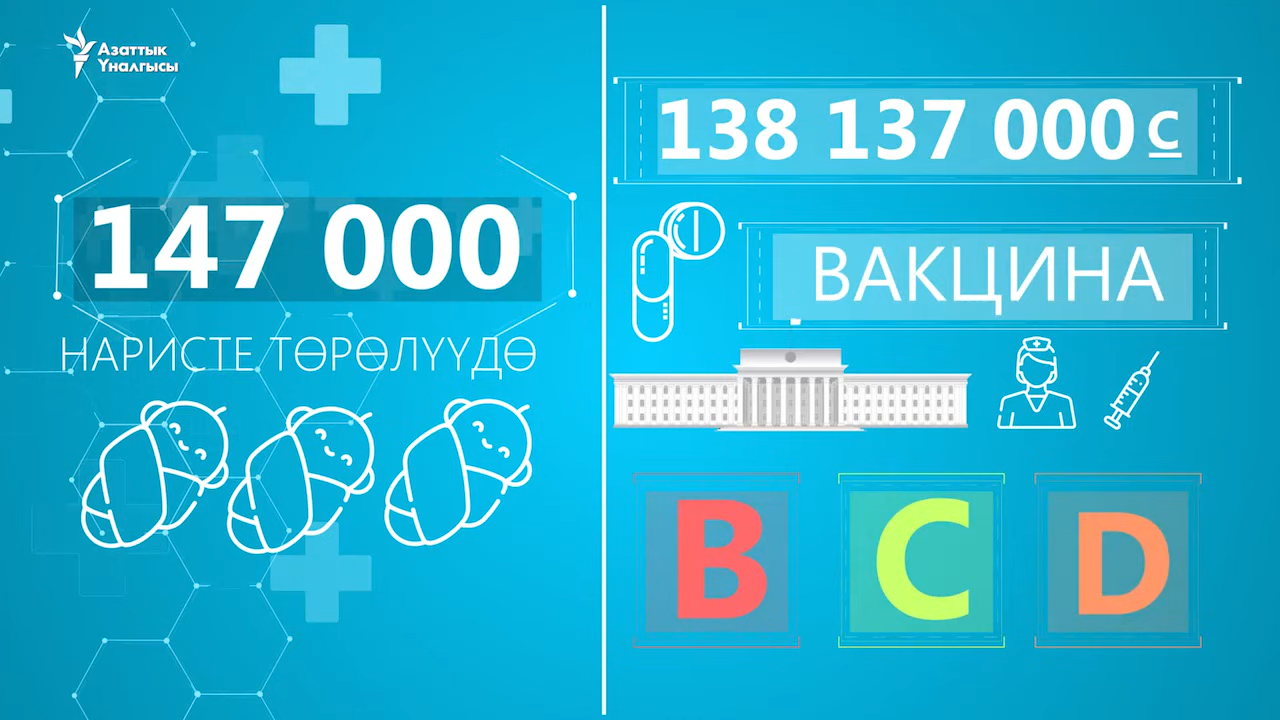 Азаттык
Үналгысы
147 000
НАРИСТЕ ТӨРӨЛҮҮДӨ
138 137 000 с
ВАКЦИНА
B C D